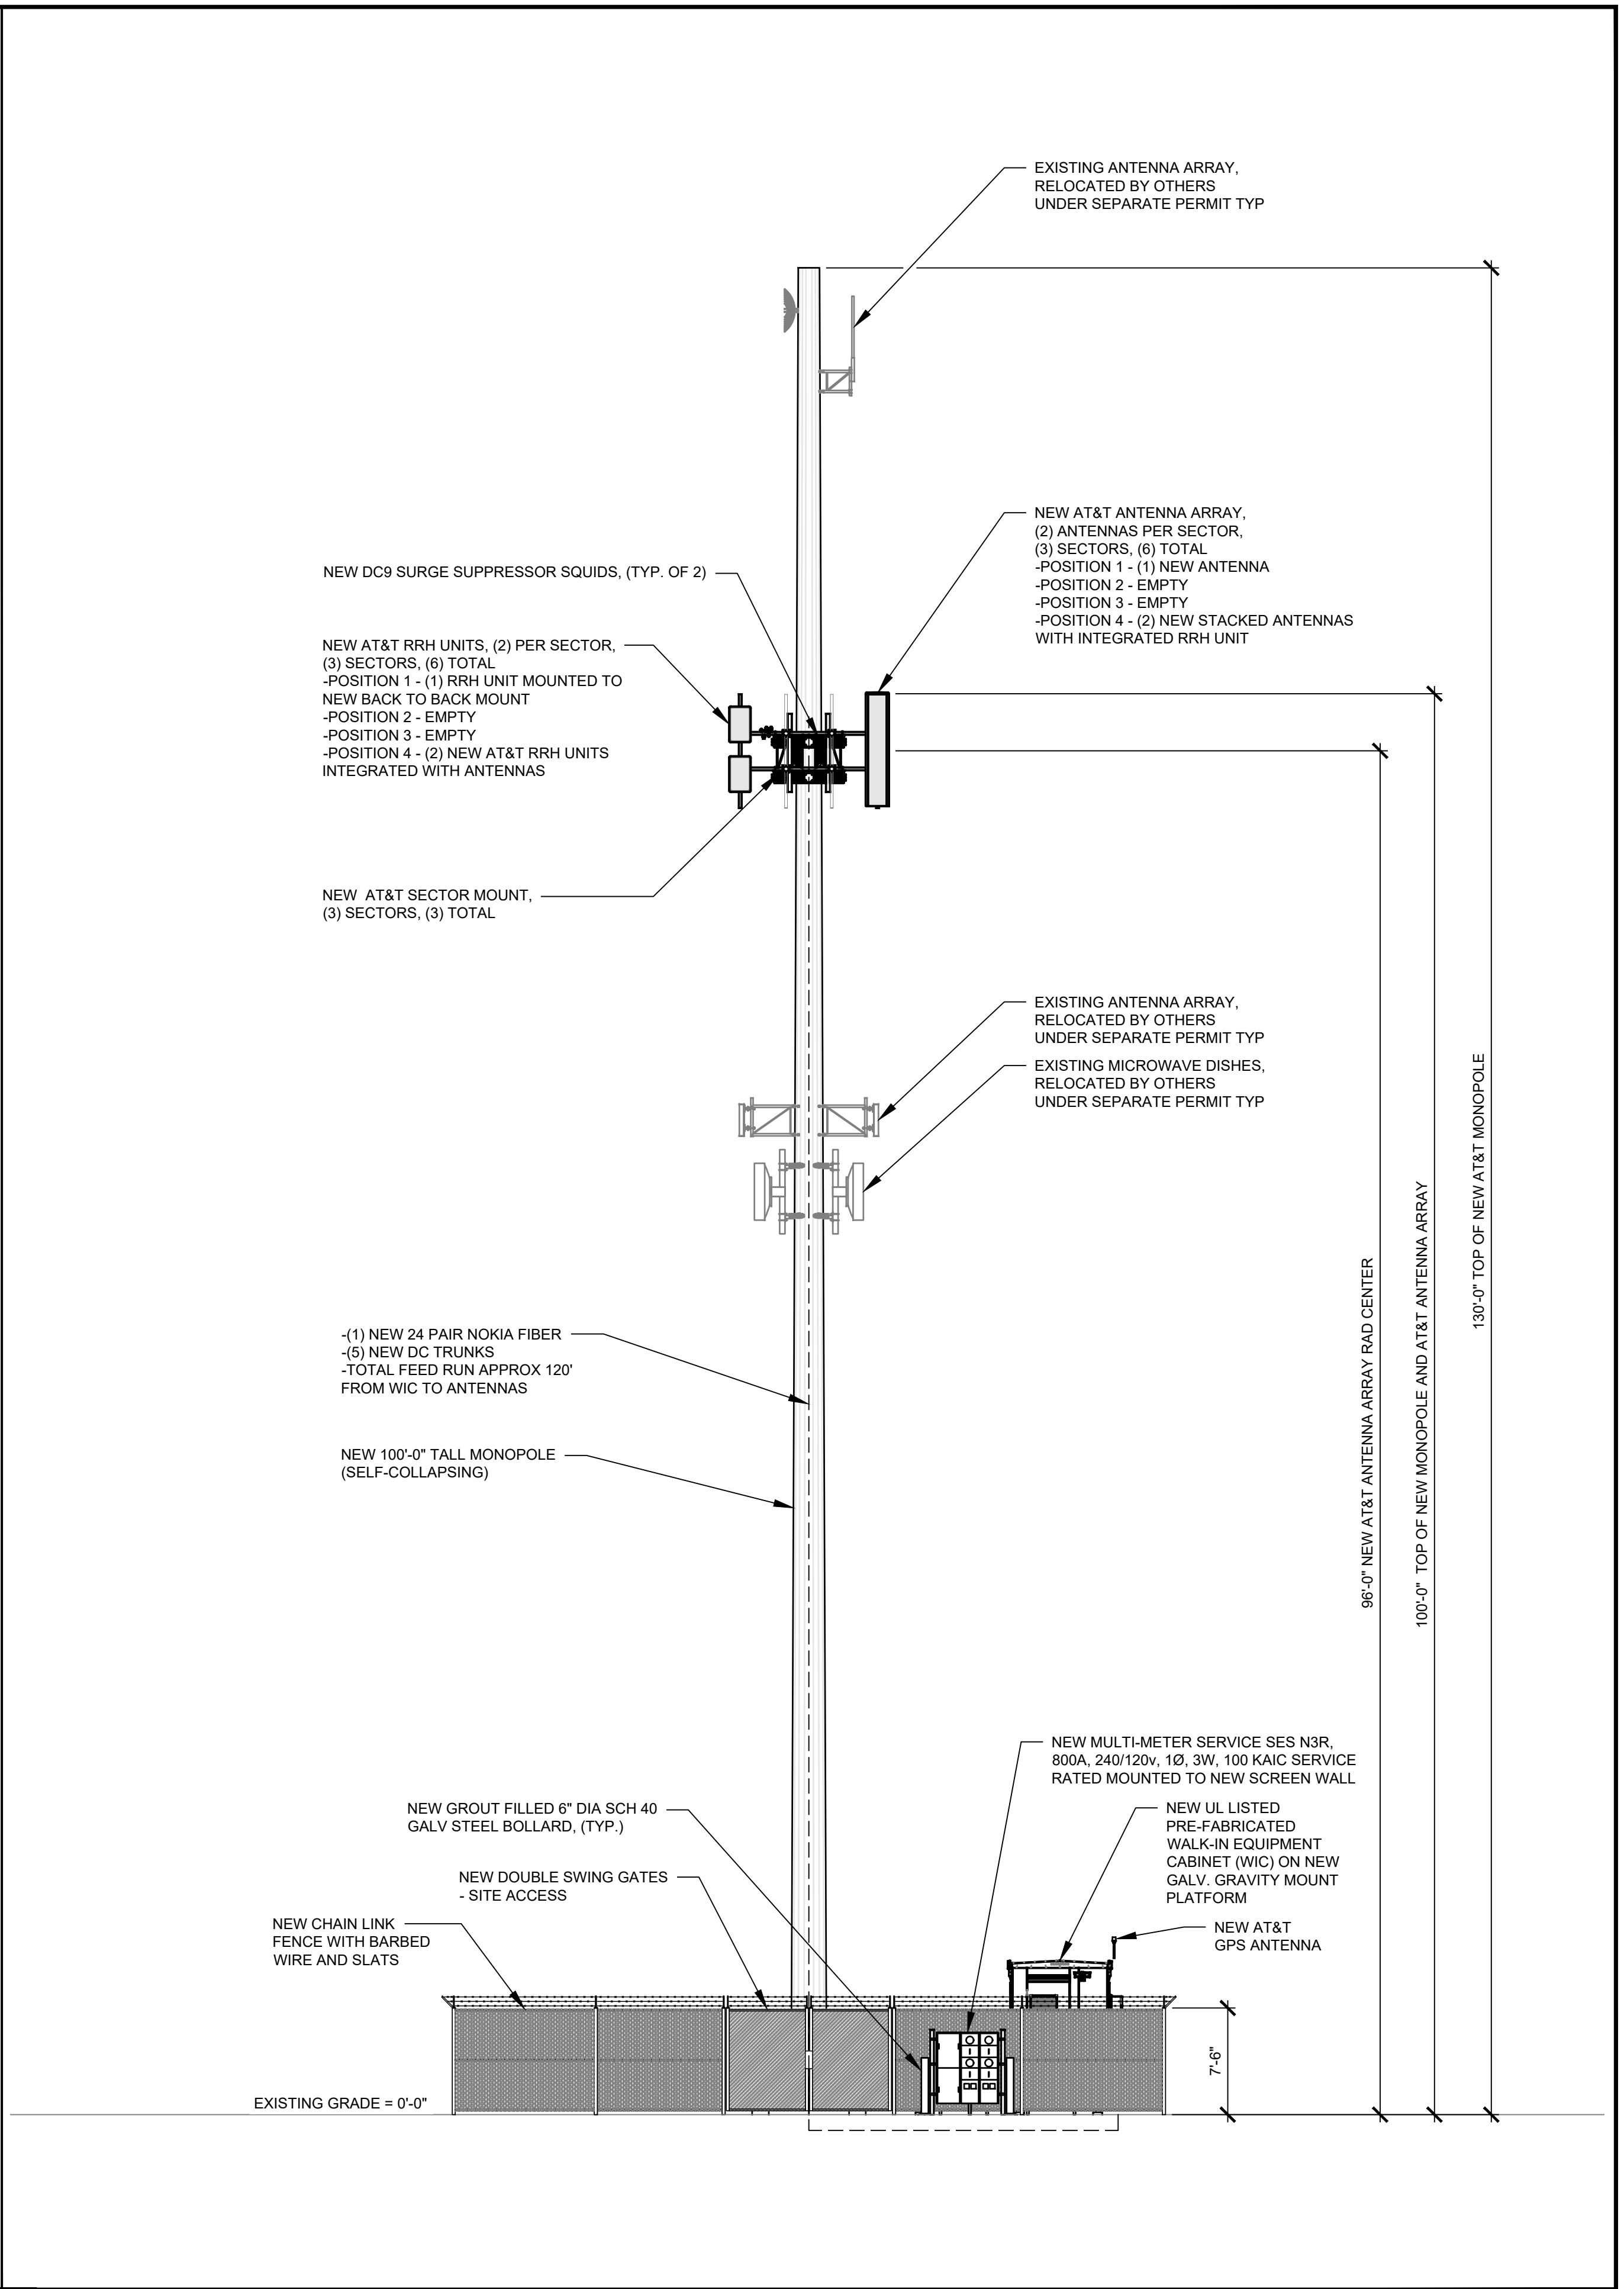 EXISTING ANTENNA ARRAY,
RELOCATED BY OTHERS
UNDER SEPARATE PERMIT TYP
NEW AT&T ANTENNA ARRAY,
(2) ANTENNAS PER SECTOR,
(3) SECTORS, (6) TOTAL
-POSITION 1 - (1) NEW ANTENNA
-POSITION 2 - EMPTY
-POSITION 3 - EMPTY
-POSITION 4 - (2) NEW STACKED ANTENNAS
WITH INTEGRATED RRH UNIT
NEW DC9 SURGE SUPPRESSOR SQUIDS, (TYP. OF 2)
NEW AT&T RRH UNITS, (2) PER SECTOR,
(3) SECTORS, (6) TOTAL
-POSITION 1 - (1) RRH UNIT MOUNTED TO
NEW BACK TO BACK MOUNT
-POSITION 2 - EMPTY
-POSITION 3 - EMPTY
-POSITION 4 - (2) NEW AT&T RRH UNITS
INTEGRATED WITH ANTENNAS
NEW  AT&T SECTOR MOUNT,
(3) SECTORS, (3) TOTAL
EXISTING ANTENNA ARRAY,
RELOCATED BY OTHERS
UNDER SEPARATE PERMIT TYP
EXISTING MICROWAVE DISHES,
RELOCATED BY OTHERS
UNDER SEPARATE PERMIT TYP
96'-0" NEW AT&T ANTENNA ARRAY RAD CENTER
100'-0"  TOP OF NEW MONOPOLE AND AT&T ANTENNA ARRAY
130'-0" TOP OF NEW AT&T MONOPOLE
-(1) NEW 24 PAIR NOKIA FIBER
-(5) NEW DC TRUNKS
-TOTAL FEED RUN APPROX 120'
FROM WIC TO ANTENNAS
NEW 100'-0" TALL MONOPOLE
(SELF-COLLAPSING)
NEW MULTI-METER SERVICE SES N3R,
800A, 240/120v, 1Ø, 3W, 100 KAIC SERVICE
RATED MOUNTED TO NEW SCREEN WALL
NEW GROUT FILLED 6" DIA SCH 40
GALV STEEL BOLLARD, (TYP.)
NEW UL LISTED
PRE-FABRICATED
WALK-IN EQUIPMENT
CABINET (WIC) ON NEW
GALV. GRAVITY MOUNT
PLATFORM
NEW DOUBLE SWING GATES
- SITE ACCESS
NEW CHAIN LINK
FENCE WITH BARBED
WIRE AND SLATS
NEW AT&T
GPS ANTENNA
7'-6"
EXISTING GRADE = 0'-0"